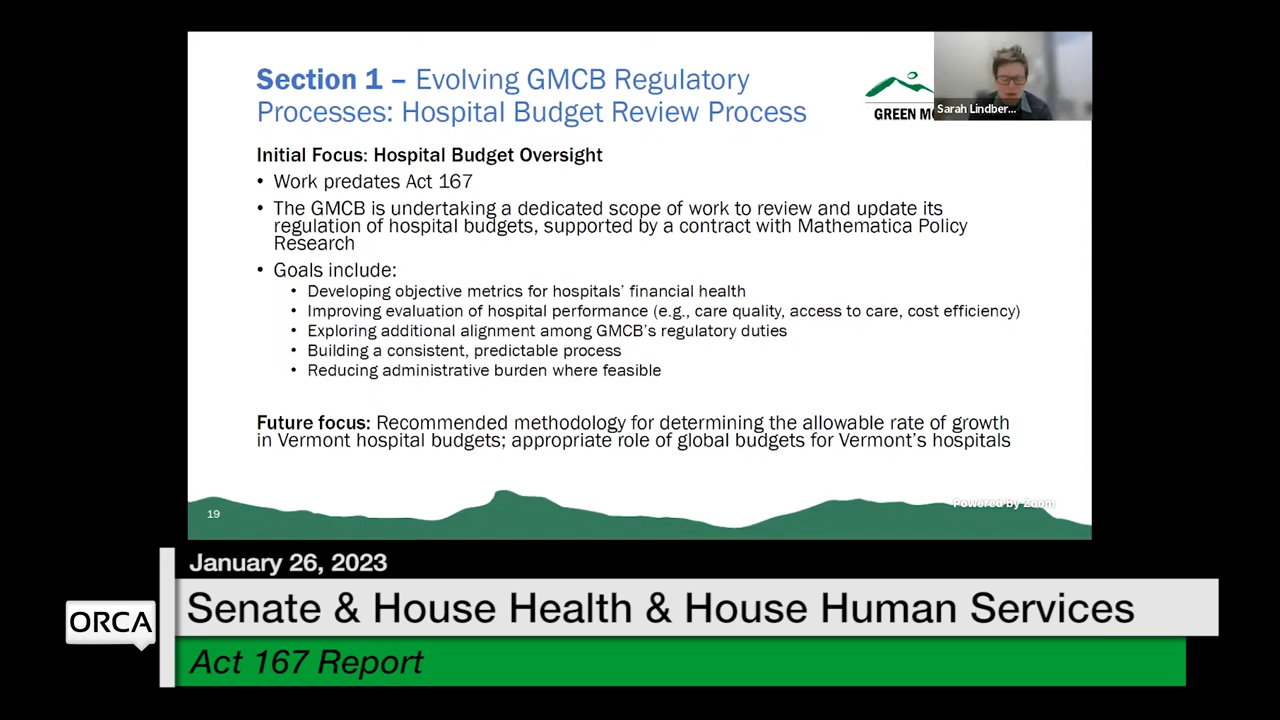 Section 1 – Evolving GMCB Regulatory
Processes: Hospital Budget Review Process
GREEN MO
Sarah Lindber...
Initial Focus: Hospital Budget Oversight
• Work predates Act 167
• The GMCB is undertaking a dedicated scope of work to review and update its
regulation of hospital budgets, supported by a contract with Mathematica Policy
Research
• Goals include:
• Developing objective metrics for hospitals' financial health
• Improving evaluation of hospital performance (e.g., care quality, access to care, cost efficiency)
• Exploring additional alignment among GMCB's regulatory duties
• Building a consistent, predictable process
• Reducing administrative burden where feasible
Future focus: Recommended methodology for determining the allowable rate of growth
in Vermont hospital budgets; appropriate role of global budgets for Vermont's hospitals
Powered by Zoom
19
January 26, 2023
ORCA
Senate & House Health & House Human Services
Act 167 Report